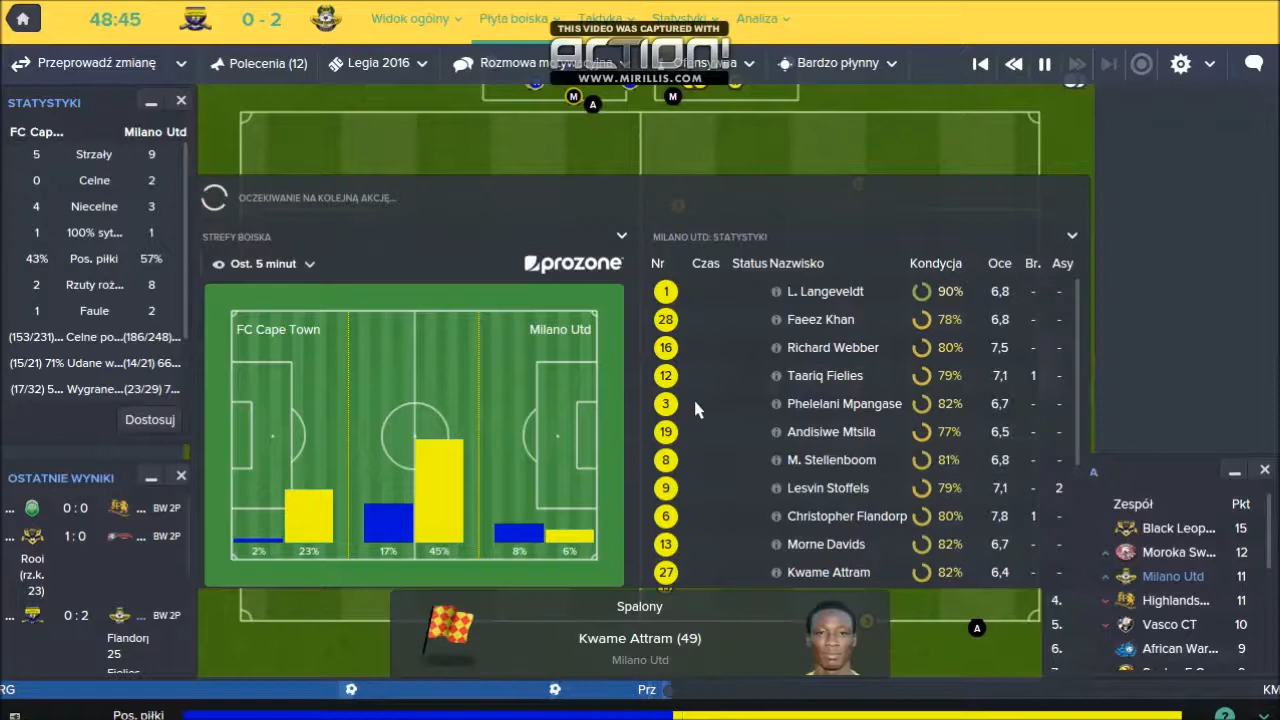 48:45
0 - 2
Widok ogólny
Płyta boiska
Taktyka
Statystyki
Analiza
THIS VIDEO WAS CAPTURED WITH
ACTION!
WWW.MIRILLIS.COM
Przeprowadź zmianę
Polecenia (12)
Legia 2016
Rozmowa motywacyjna
Ofensywna
Bardzo płynny
STATYSTYKI
FC Cap... Milano Utd
5 Strzały 9
0 Celne 2
4 Niecelne 3
1 100% syt... 1
43% Pos. piłki 57%
2 Rzuty roż... 8
1 Faule 2
(153/231)... Celne po... (186/248)...
(15/21) 71% Udane w... (14/21) 66...
(17/32) 5... Wygrane... (23/29) 7...
Dostosuj
OSTATNIE WYNIKI
... 0 : 0 ... BW 2P
... 1 : 0 ... BW 2P
Rooi
(rz.k.
23)
... 0 : 2 ... BW 2P
Flandorp
25
Fielies
M
A
M
OCZEKIWANIE NA KOLEJNĄ AKCJĘ...
STREFY BOISKA
Ost. 5 minut
prozone
FC Cape Town
Milano Utd
2% 23% 17% 45% 8% 6%
MILANO UTD: STATYSTYKI
Nr Czas Status Nazwisko Kondycja Oce Br. Asy
1 L. Langeveldt 90% 6,8 - -
28 Faeez Khan 78% 6,8 - -
16 Richard Webber 80% 7,5 - -
12 Taariq Fielies 79% 7,1 1 -
3 Phelelani Mpangase 82% 6,7 - -
19 Andisiwe Mtsila 77% 6,5 - -
8 M. Stellenboom 81% 6,8 - -
9 Lesvin Stoffels 79% 7,1 - 2
6 Christopher Flandorp 80% 7,8 1 -
13 Morne Davids 82% 6,7 - -
27 Kwame Attram 82% 6,4 - -
Spalony
Kwame Attram (49)
Milano Utd
A
A
Zespół Pkt
Black Leop... 15
Moroka Sw... 12
Milano Utd 11
4. Highlands... 11
5. Vasco CT 10
6. African War... 9
RG
Prz
KM
Pos. piłki
?